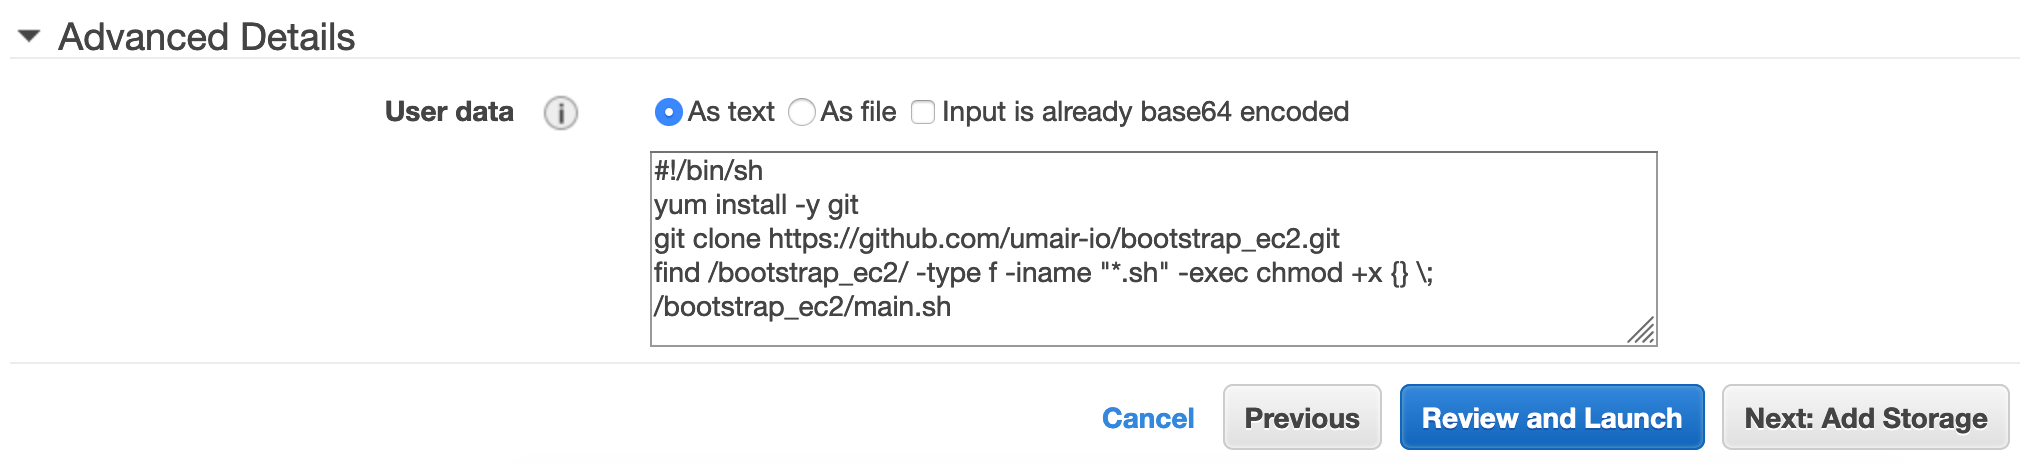 Advanced Details
User data i As text As file Input is already base64 encoded
#!/bin/sh
yum install -y git
git clone https://github.com/umair-io/bootstrap_ec2.git
find /bootstrap_ec2/ -type f -iname "*.sh" -exec chmod +x {} \;
/bootstrap_ec2/main.sh
Cancel Previous Review and Launch Next: Add Storage